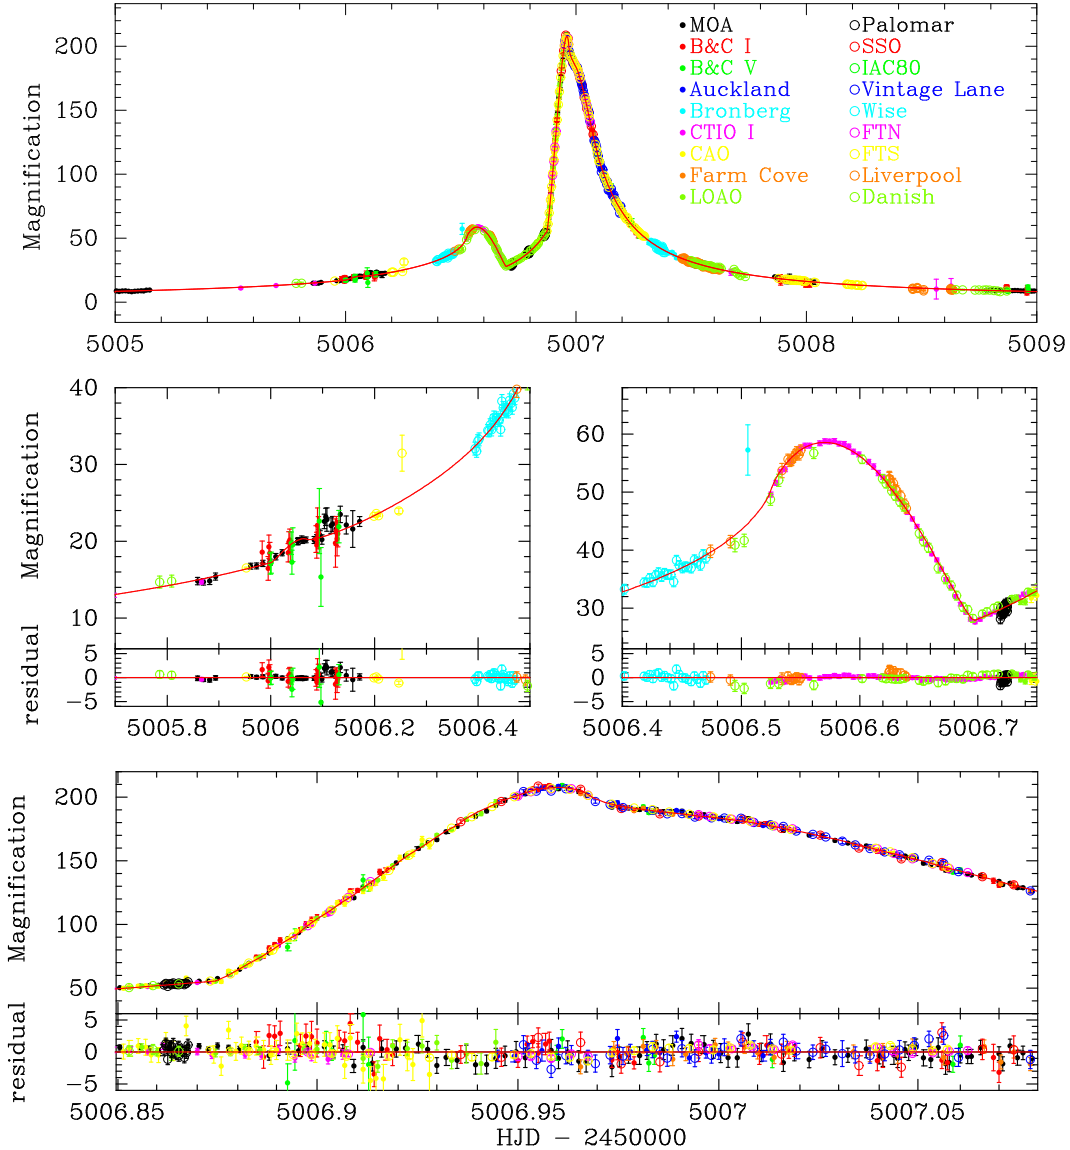 Magnification
200
150
100
50
0
MOA
B&C I
B&C V
Auckland
Bronberg
CTIO I
CAO
Farm Cove
LOAO
Palomar
SSO
IAC80
Vintage Lane
Wise
FTN
FTS
Liverpool
Danish
5005 5006 5007 5008 5009
Magnification
40
30
20
10
residual
5
0
−5
5005.8 5006 5006.2 5006.4
60
50
40
30
5
0
−5
5006.4 5006.5 5006.6 5006.7
Magnification
200
150
100
50
residual
5
0
−5
5006.85 5006.9 5006.95 5007 5007.05
HJD − 2450000